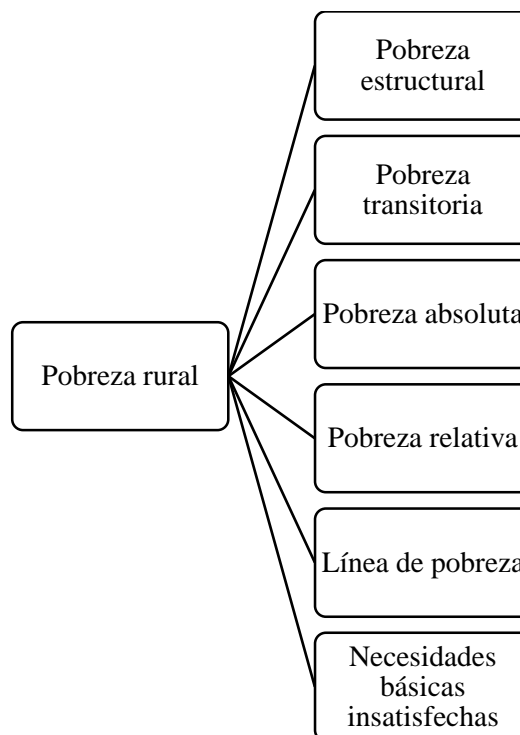 Pobreza
estructural
Pobreza
transitoria
Pobreza absoluta
Pobreza rural
Pobreza relativa
Línea de pobreza
Necesidades
básicas
insatisfechas